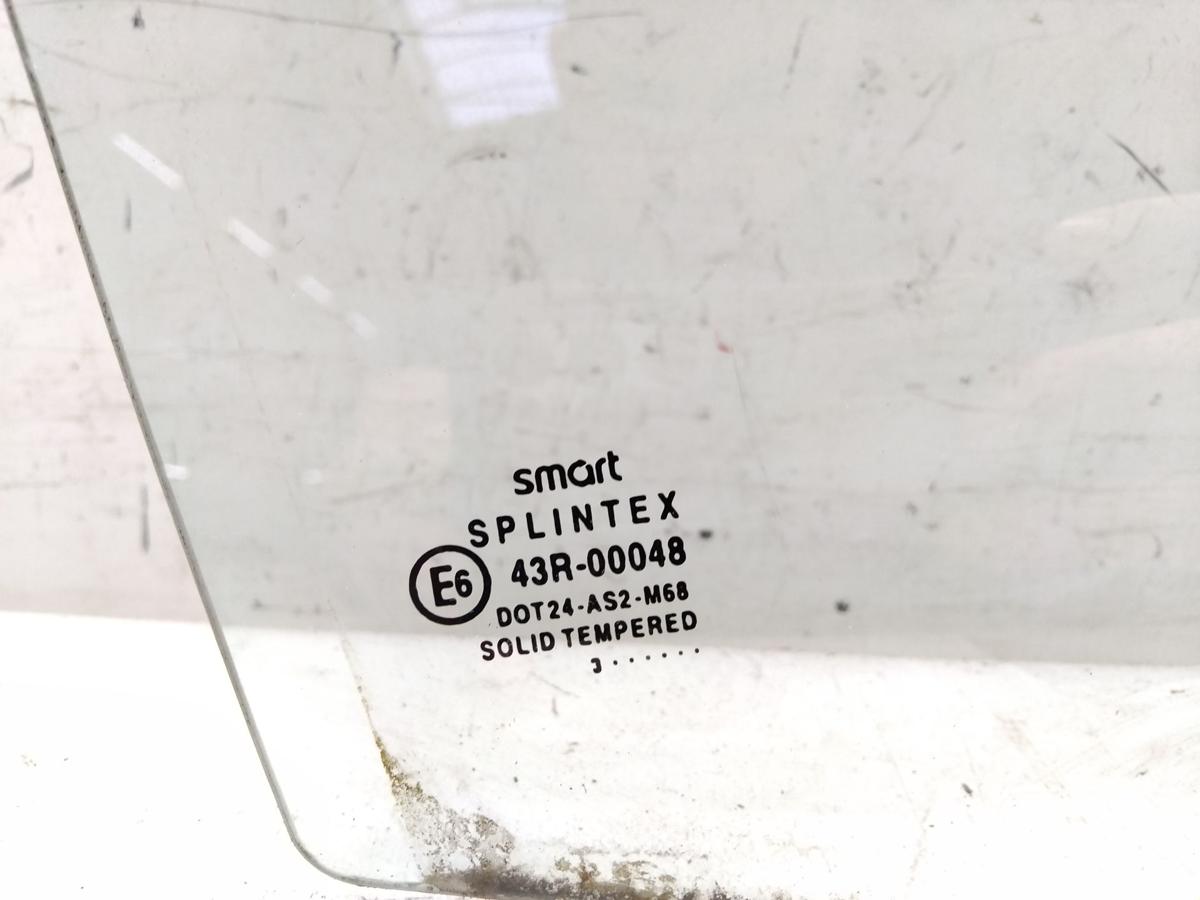 smart
SPLINTEX
E6 43R-00048
DOT24-AS2-M68
SOLID TEMPERED
3 · · · · · ·